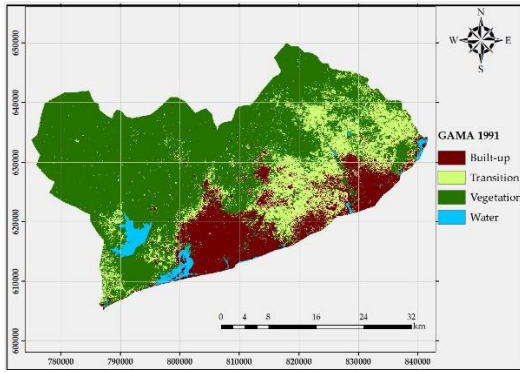 N
W E
S
GAMA 1991
Built-up
Transition
Vegetation
Water
650000
640000
630000
620000
610000
600000
0 4 8 16 24 32
km
780000 790000 800000 810000 820000 830000 840000